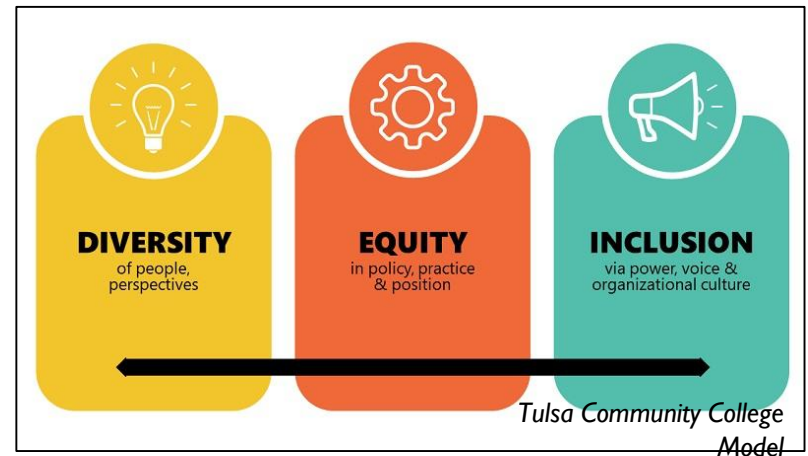 DIVERSITY
of people,
perspectives
EQUITY
in policy, practice
& position
INCLUSION
via power, voice &
organizational culture
Tulsa Community College
Model